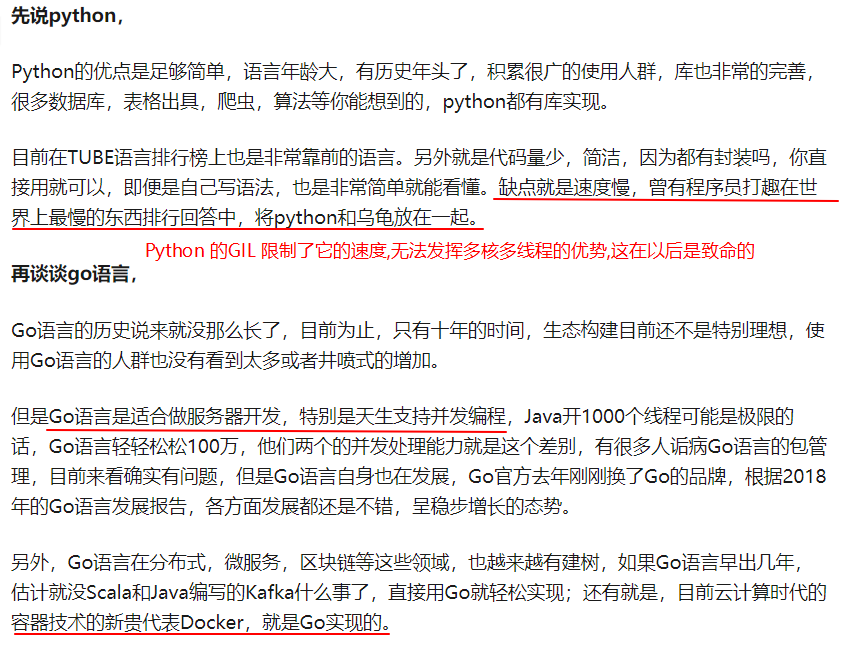 先说python，
Python的优点是足够简单，语言年龄大，有历史年头了，积累很广的使用人群，库也非常的完善，
很多数据库，表格出具，爬虫，算法等你能想到的，python都有库实现。
目前在TUBE语言排行榜上也是非常靠前的语言。另外就是代码量少，简洁，因为都有封装吗，你直
接用就可以，即便是自己写语法，也是非常简单就能看懂。缺点就是速度慢，曾有程序员打趣在世
界上最慢的东西排行回答中，将python和乌龟放在一起。
Python 的GIL 限制了它的速度,无法发挥多核多线程的优势,这在以后是致命的
再谈谈go语言，
Go语言的历史说来就没那么长了，目前为止，只有十年的时间，生态构建目前还不是特别理想，使
用Go语言的人群也没有看到太多或者井喷式的增加。
但是Go语言是适合做服务器开发，特别是天生支持并发编程，Java开1000个线程可能是极限的
话，Go语言轻轻松松100万，他们两个的并发处理能力就是这个差别，有很多人诟病Go语言的包管
理，目前来看确实有问题，但是Go语言自身也在发展，Go官方去年刚刚换了Go的品牌，根据2018
年的Go语言发展报告，各方面发展都还是不错，呈稳步增长的态势。
另外，Go语言在分布式，微服务，区块链等这些领域，也越来越有建树，如果Go语言早出几年，
估计就没Scala和Java编写的Kafka什么事了，直接用Go就轻松实现；还有就是，目前云计算时代的
容器技术的新贵代表Docker，就是Go实现的。